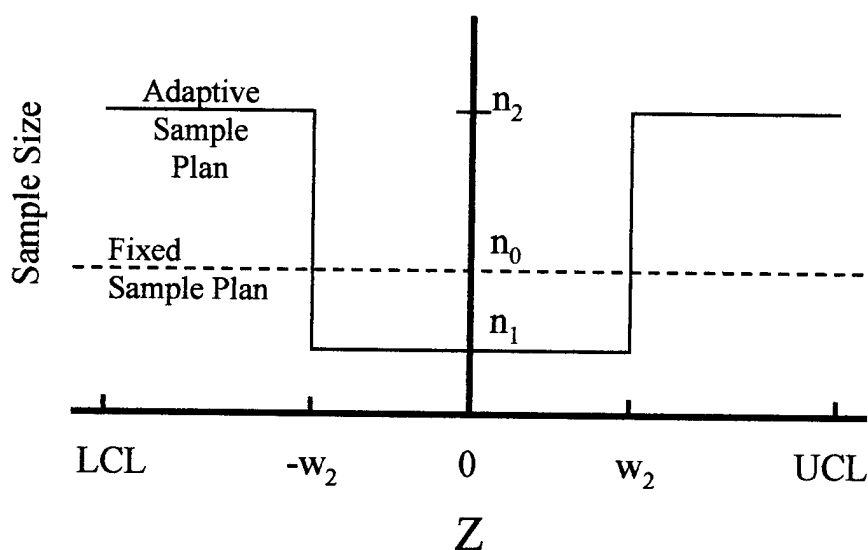 Sample Size
Adaptive
Sample
Plan
n₂
Fixed
Sample Plan
n₀
n₁
LCL
-w₂
0
w₂
UCL
Z